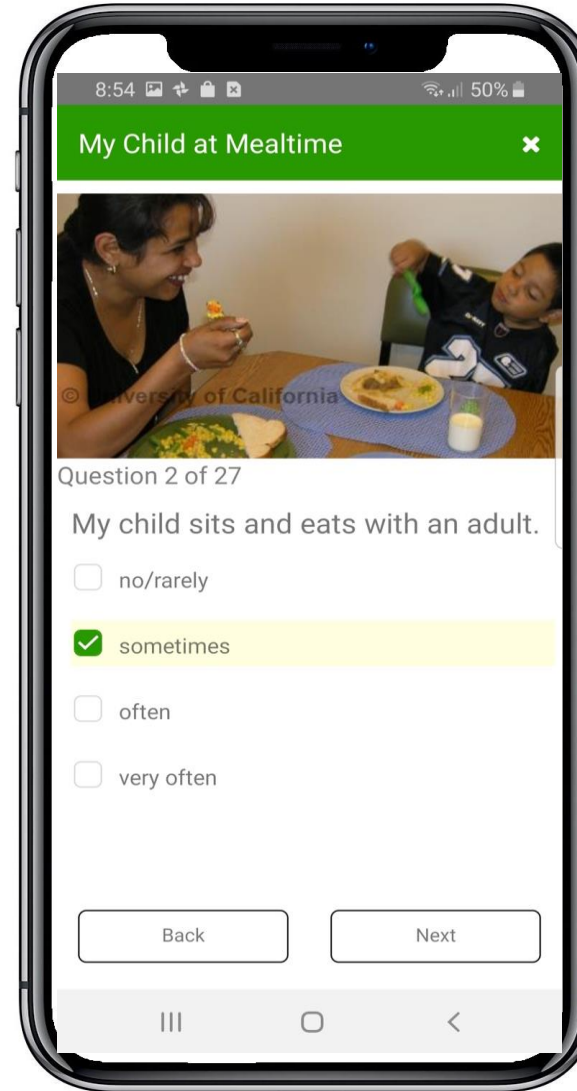 8:54 50%
My Child at Mealtime
© University of California
Question 2 of 27
My child sits and eats with an adult.
no/rarely
sometimes
often
very often
Back Next